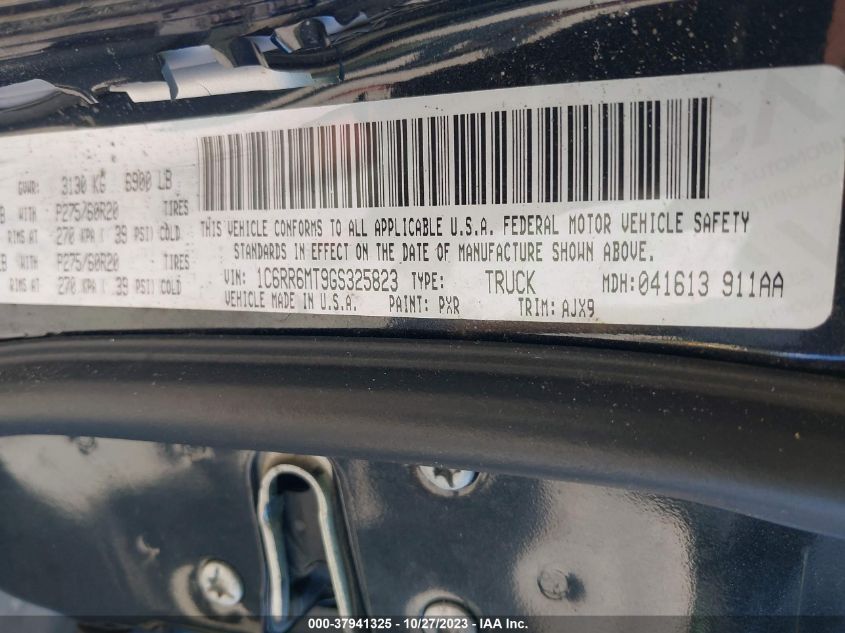 GVWR: 3130 KG 6900 LB
WITH P275/60R20 TIRES
RIMS AT 270 KPA ( 39 PSI) COLD
WITH P275/60R20 TIRES
RIMS AT 270 KPA ( 39 PSI) COLD
THIS VEHICLE CONFORMS TO ALL APPLICABLE U.S.A. FEDERAL MOTOR VEHICLE SAFETY
STANDARDS IN EFFECT ON THE DATE OF MANUFACTURE SHOWN ABOVE.
VIN: 1C6RR6MT9GS325823 TYPE: TRUCK MDH:041613 911AA
VEHICLE MADE IN U.S.A. PAINT: PXR TRIM: AJX9
000-37941325 - 10/27/2023 - IAA, Inc.